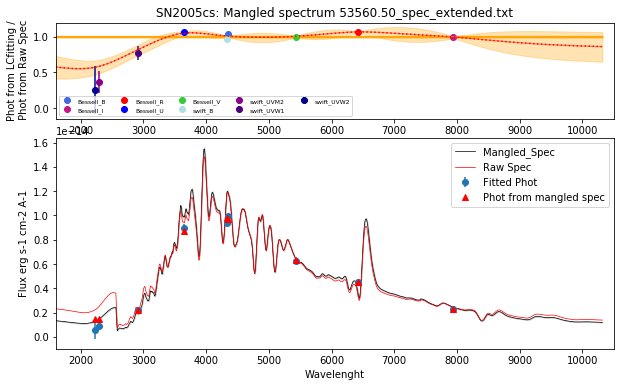 SN2005cs: Mangled spectrum 53560.50_spec_extended.txt
Phot from LCfitting /
Phot from Raw Spec
1.0
0.5
0.0
Bessell_B Bessell_R Bessell_V swift_UVM2 swift_UVW2
Bessell_I Bessell_U swift_B swift_UVW1
2000 3000 4000 5000 6000 7000 8000 9000 10000
1e−14
Flux erg s-1 cm-2 A-1
1.6
1.4
1.2
1.0
0.8
0.6
0.4
0.2
0.0
Mangled_Spec
Raw Spec
Fitted Phot
Phot from mangled spec
2000 3000 4000 5000 6000 7000 8000 9000 10000
Wavelenght